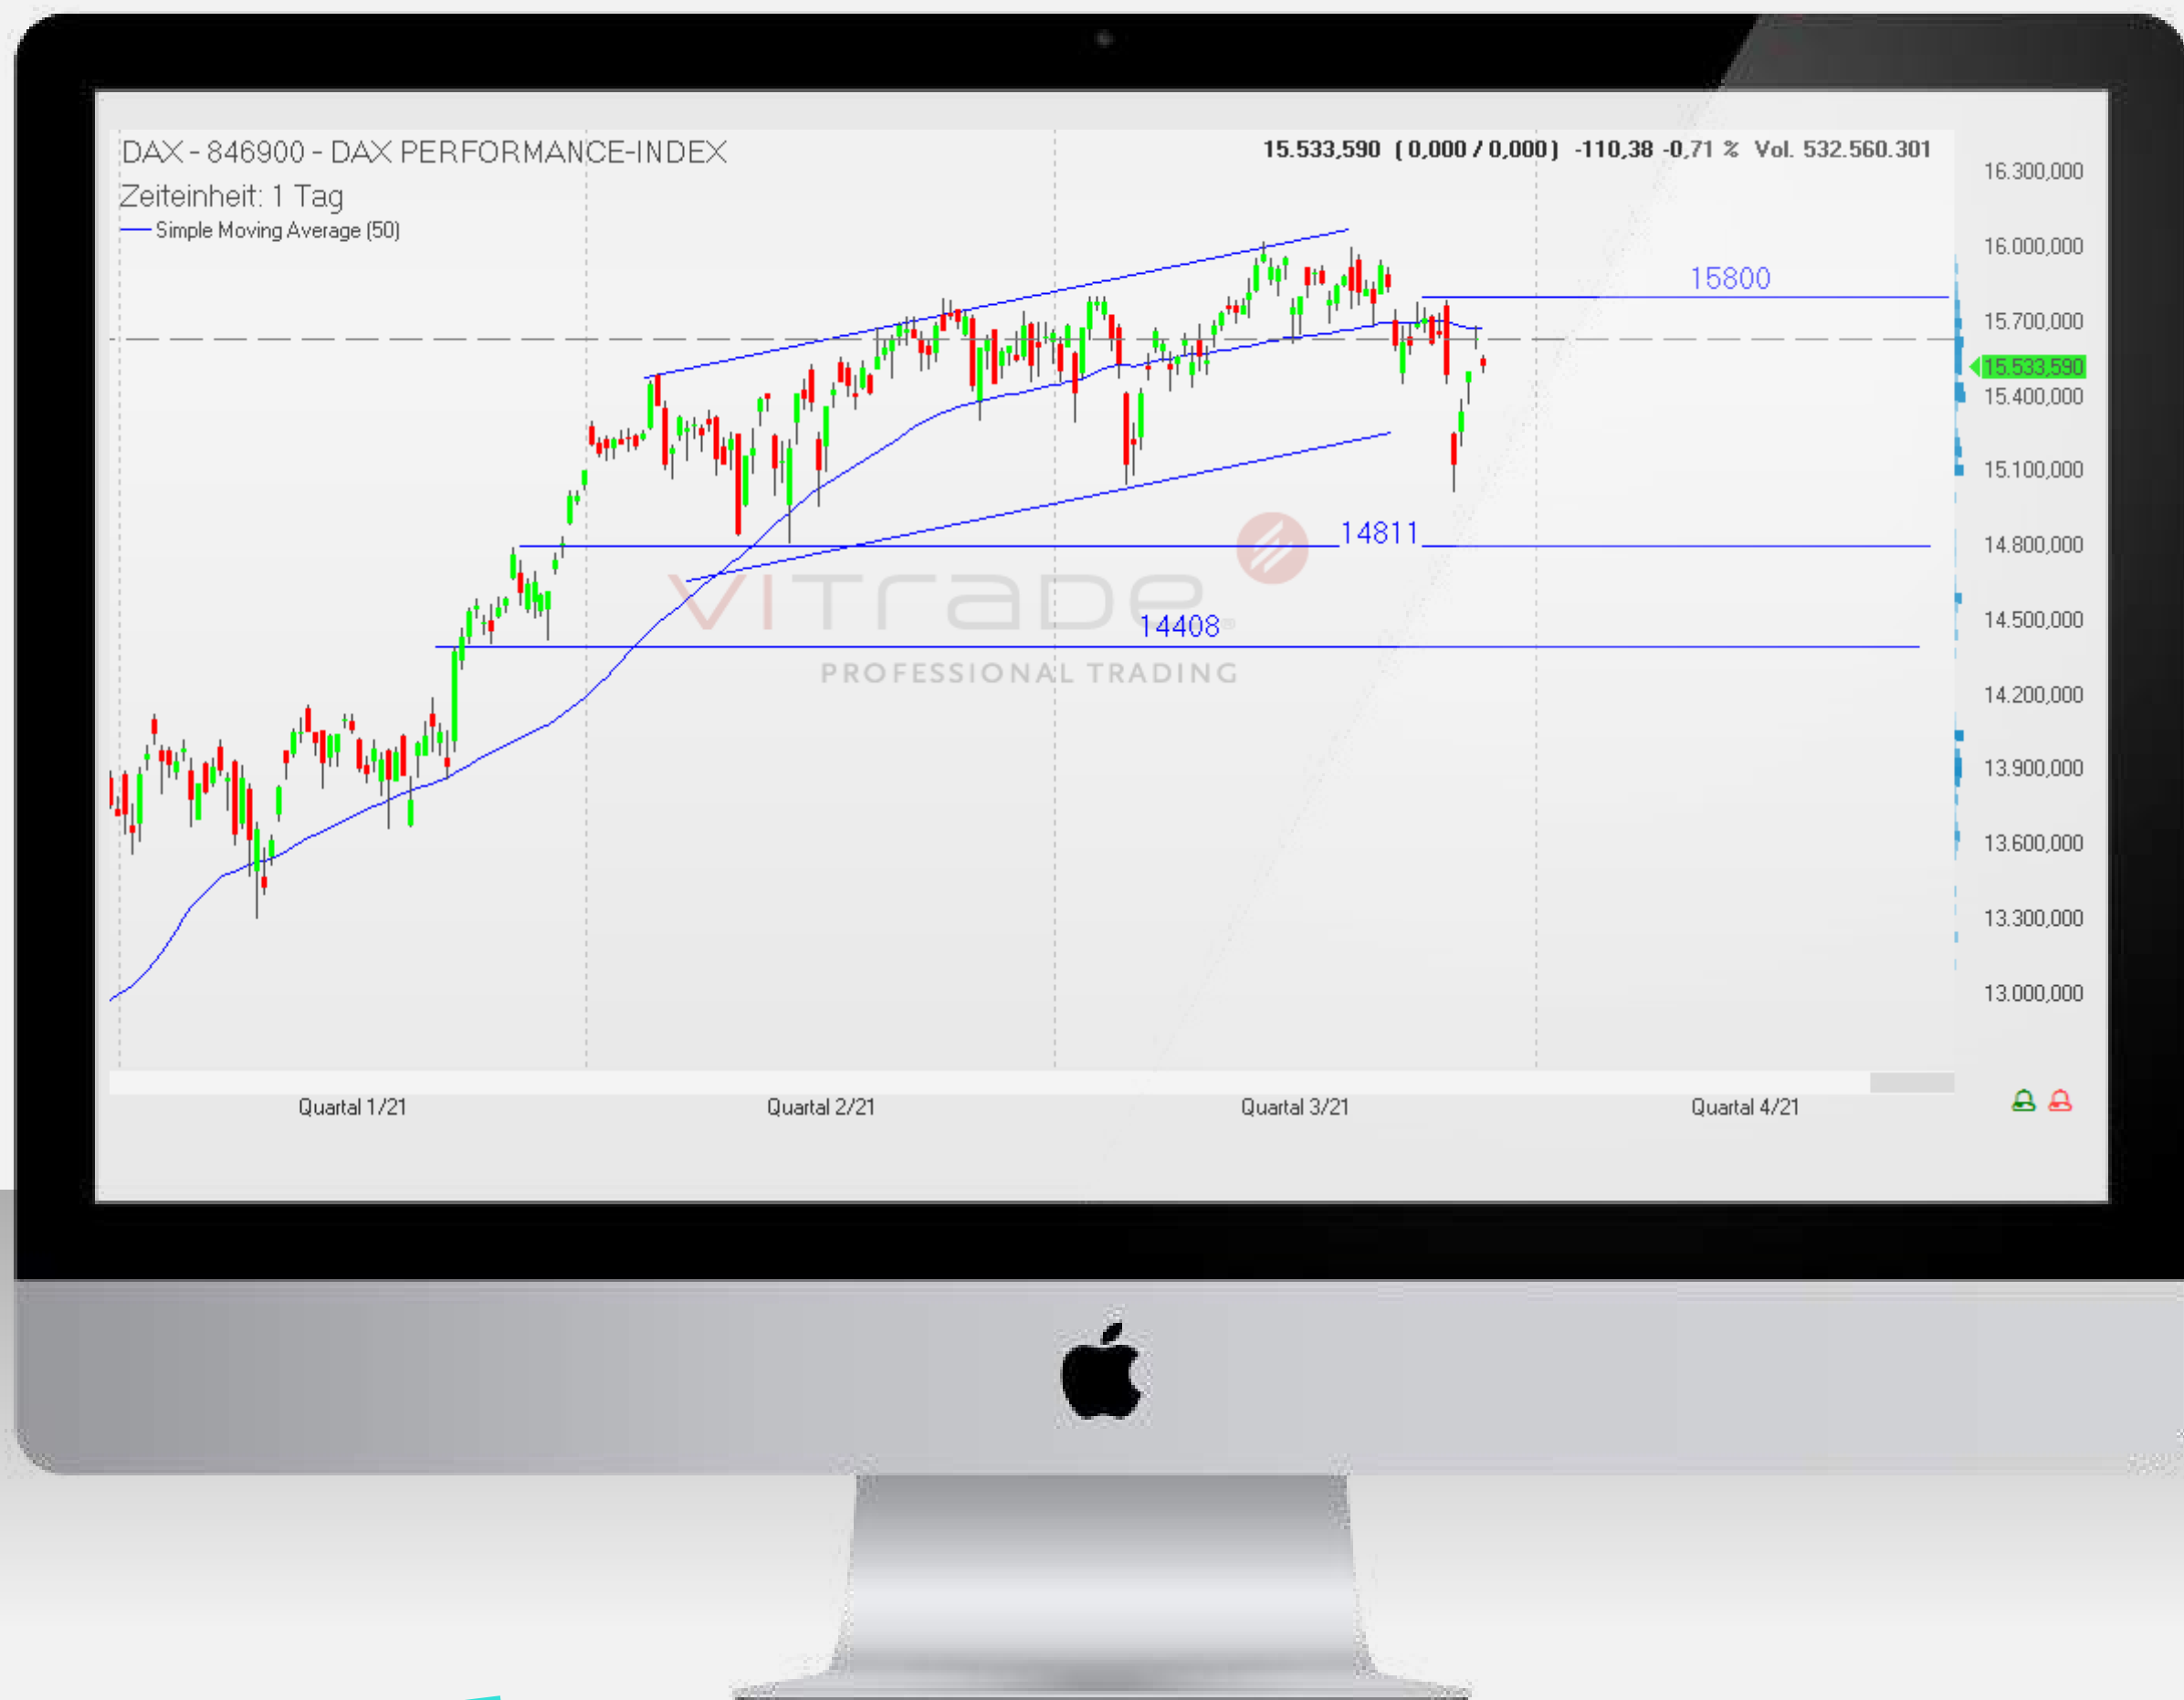 DAX - 846900 - DAX PERFORMANCE-INDEX
15.533,590 ( 0,000 / 0,000 ) -110,38 -0,71 % Vol. 532.560.301
Zeiteinheit: 1 Tag
Simple Moving Average (50)
16.300,000
16.000,000
15800
15.700,000
15.533,590
15.400,000
15.100,000
14811
14.800,000
VITRADE
14408
14.500,000
PROFESSIONAL TRADING
14.200,000
13.900,000
13.600,000
13.300,000
13.000,000
Quartal 1/21
Quartal 2/21
Quartal 3/21
Quartal 4/21